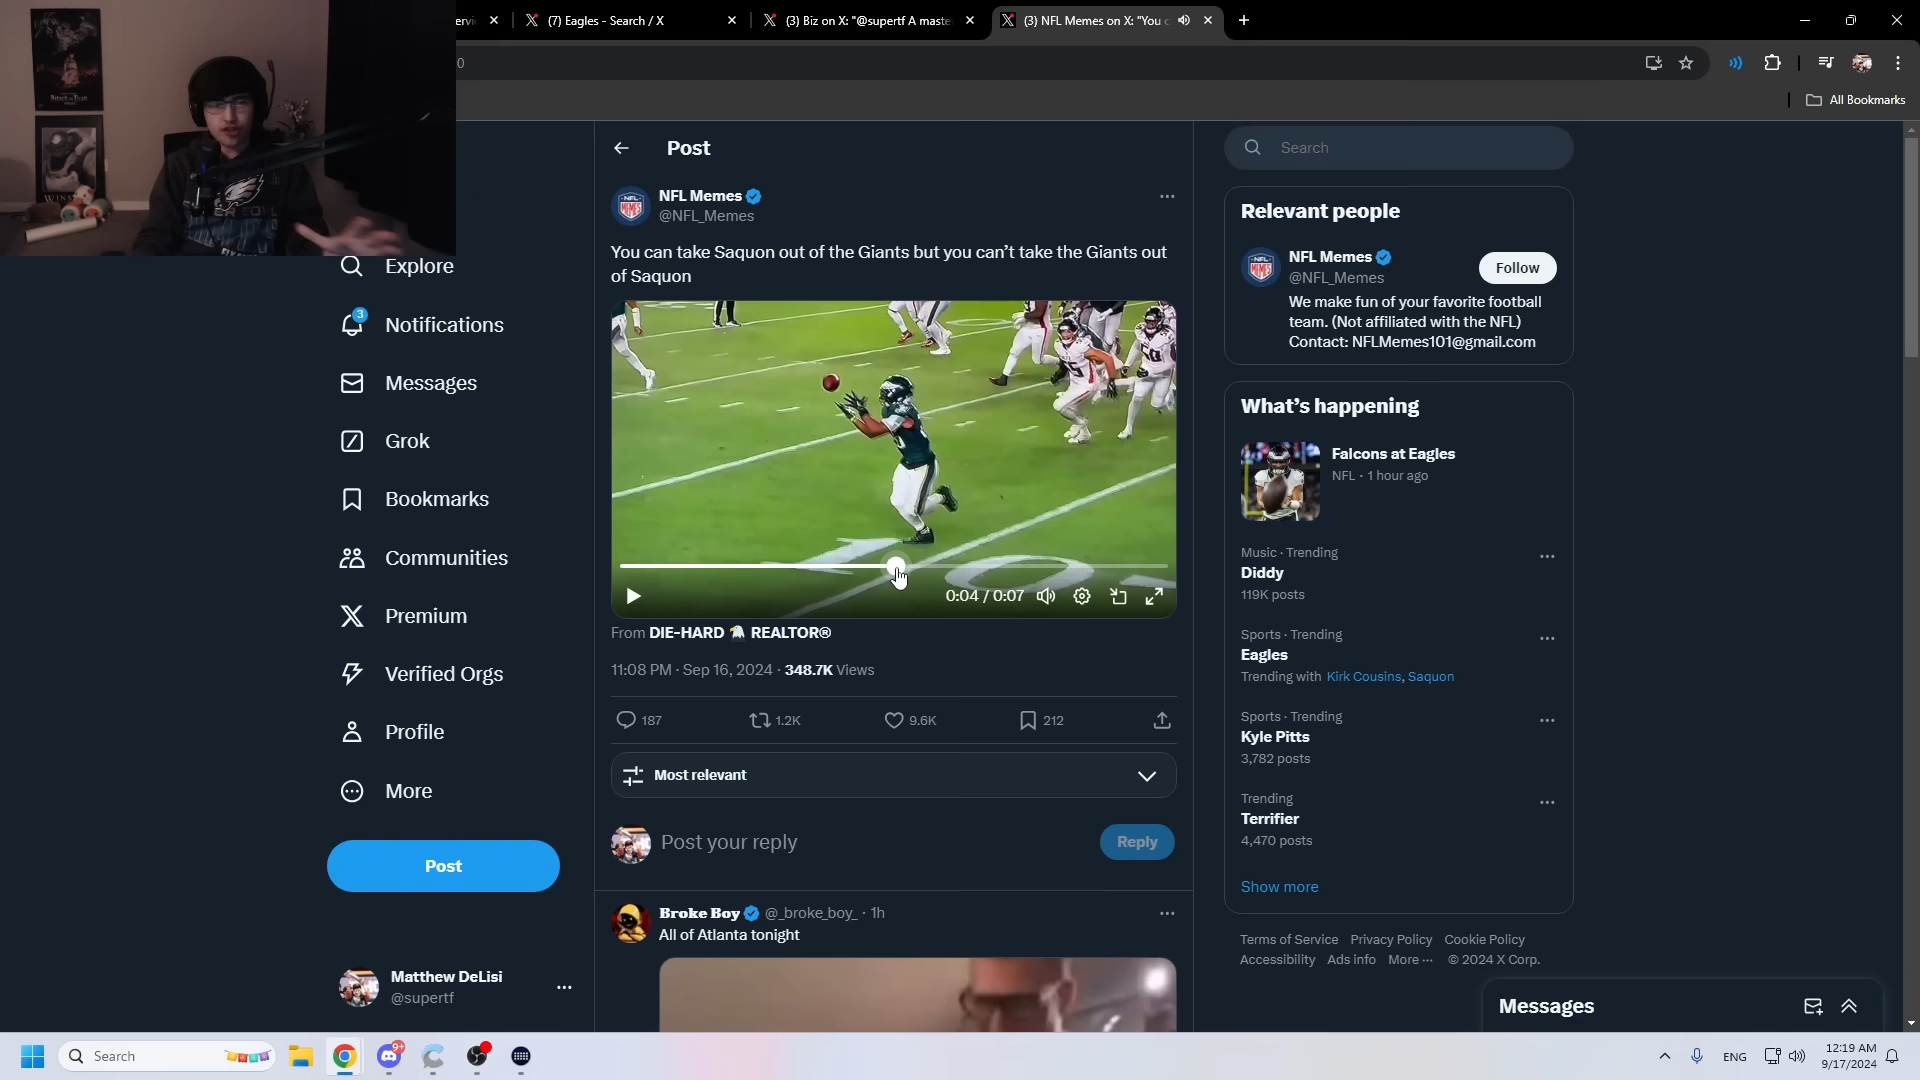 (7) Eagles - Search / X
(3) Biz on X: "@supertf A maste
(3) NFL Memes on X: "You c
All Bookmarks
Explore
3
Notifications
Messages
Grok
Bookmarks
Communities
Premium
Verified Orgs
Profile
More
Post
Matthew DeLisi
@supertf
Post
NFL Memes
@NFL_Memes
You can take Saquon out of the Giants but you can’t take the Giants out
of Saquon
0:04 / 0:07
From DIE-HARD 🦅 REALTOR®
11:08 PM · Sep 16, 2024 · 348.7K Views
187
1.2K
9.6K
212
Most relevant
Post your reply
Reply
Broke Boy @_broke_boy_ · 1h
All of Atlanta tonight
Search
Relevant people
NFL Memes
@NFL_Memes
Follow
We make fun of your favorite football
team. (Not affiliated with the NFL)
Contact: NFLMemes101@gmail.com
What’s happening
Falcons at Eagles
NFL · 1 hour ago
Music · Trending
Diddy
119K posts
Sports · Trending
Eagles
Trending with Kirk Cousins, Saquon
Sports · Trending
Kyle Pitts
3,782 posts
Trending
Terrifier
4,470 posts
Show more
Terms of Service Privacy Policy Cookie Policy
Accessibility Ads info More ··· © 2024 X Corp.
Messages
Search
9+
ENG
12:19 AM
9/17/2024